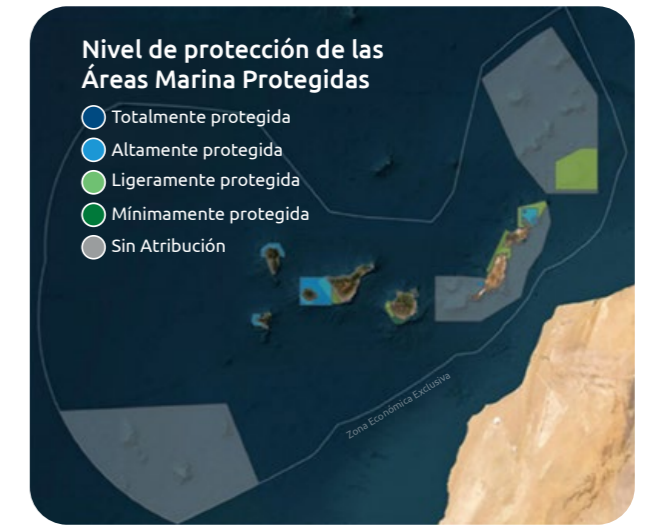 Nivel de protección de las
Áreas Marina Protegidas
Totalmente protegida
Altamente protegida
Ligeramente protegida
Mínimamente protegida
Sin Atribución
Zona Económica Exclusiva